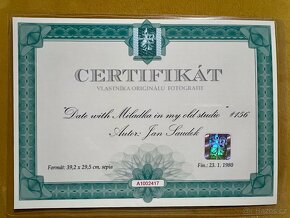 CERTIFIKÁT
VLASTNÍKA ORIGINÁLU FOTOGRAFIE
"Date with Miladka in my old studio" #156
Autor: Jan Saudek
Formát: 39,2 x 29,5 cm, sepia
Fin.: 23. 1. 1980
A1002417